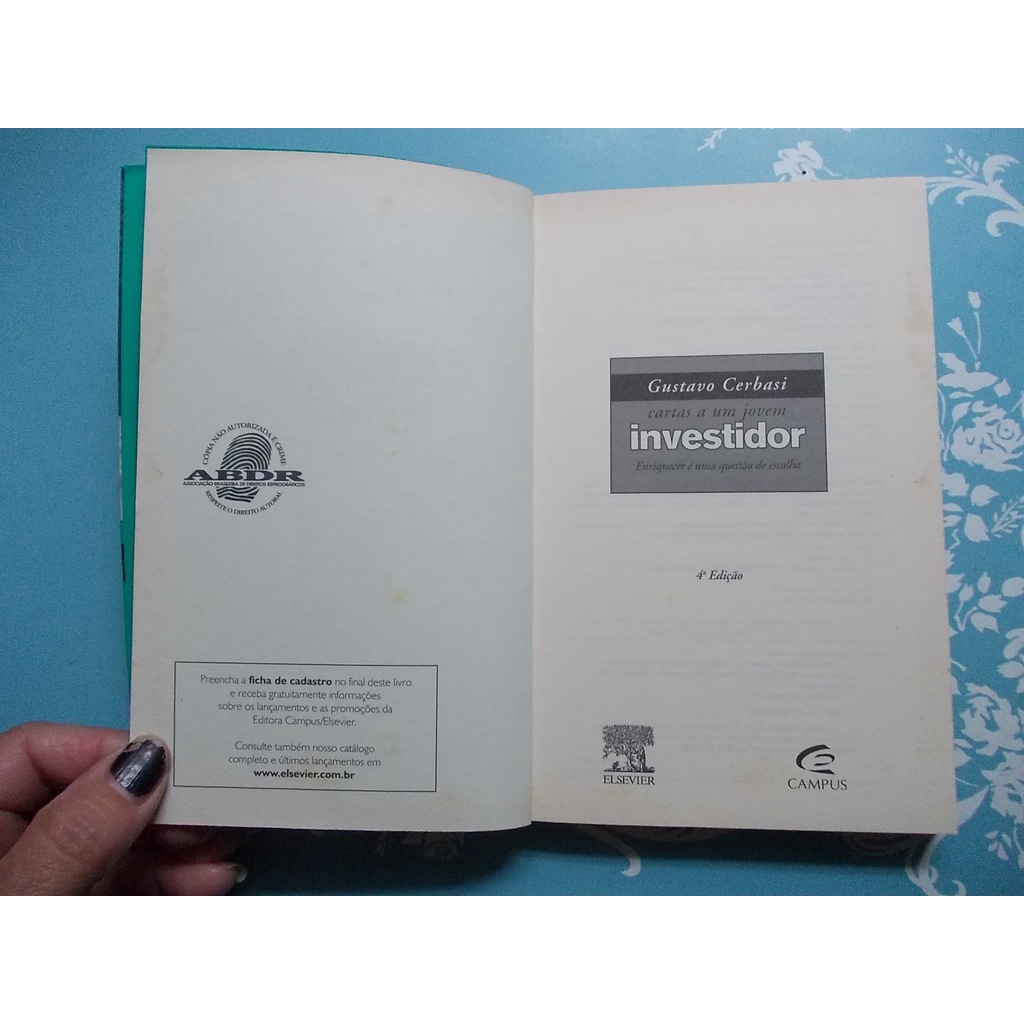 CÓPIA NÃO AUTORIZADA É CRIME
ABDR
ASSOCIAÇÃO BRASILEIRA DE DIREITOS REPROGRÁFICOS
RESPEITE O DIREITO AUTORAL
Preencha a ficha de cadastro no final deste livro
e receba gratuitamente informações
sobre os lançamentos e as promoções da
Editora Campus/Elsevier.
Consulte também nosso catálogo
completo e últimos lançamentos em
www.elsevier.com.br
Gustavo Cerbasi
cartas a um jovem
investidor
Enriquecer é uma questão de escolha
4ª Edição
ELSEVIER
CAMPUS